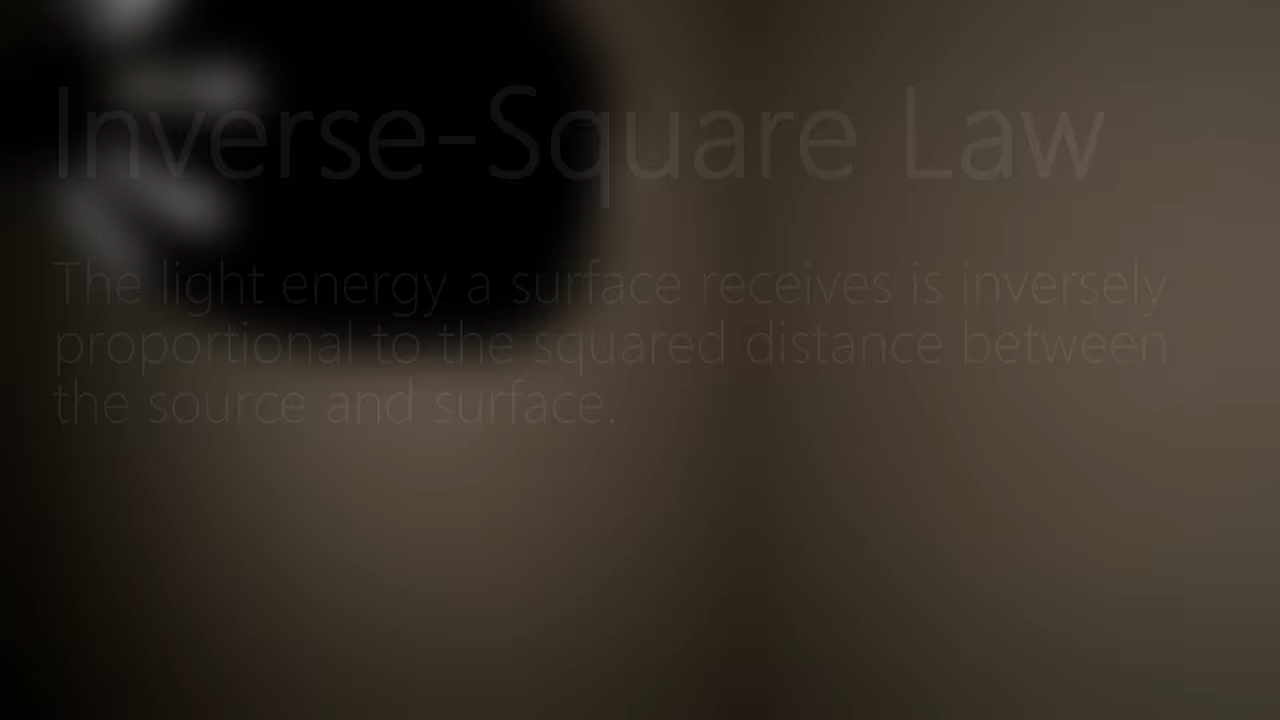 Inverse-Square Law
The light energy a surface receives is inversely
proportional to the squared distance between
the source and surface.